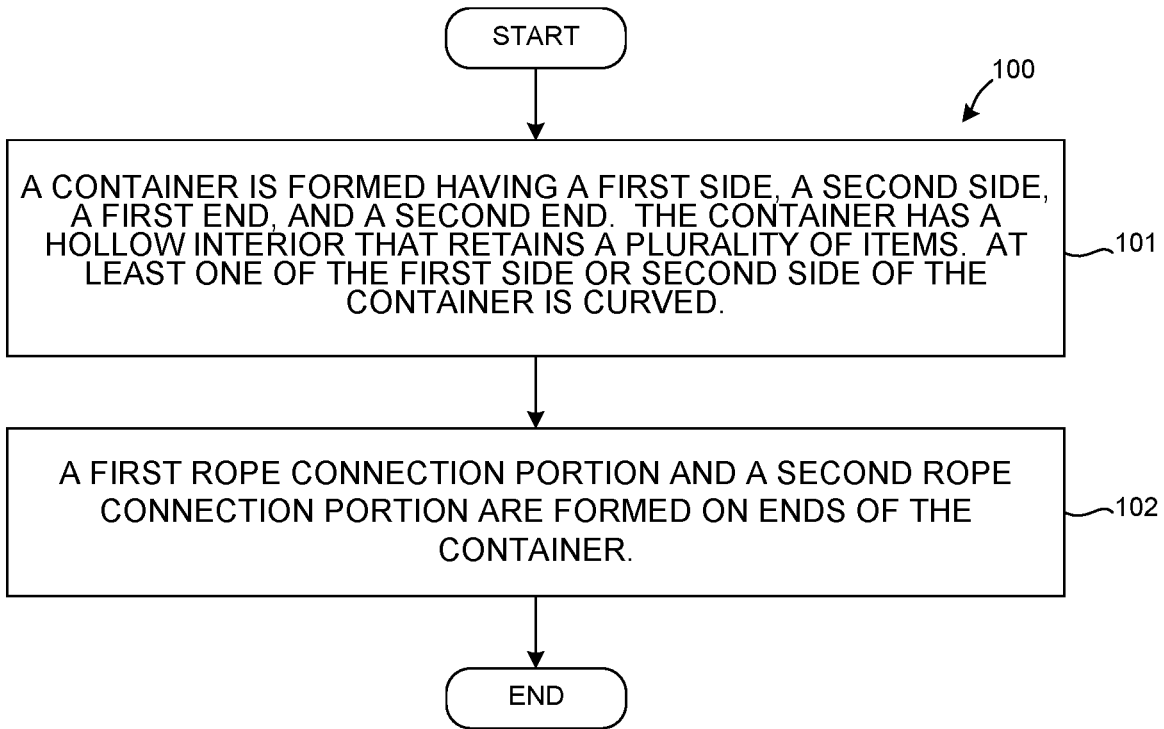 START
100
A CONTAINER IS FORMED HAVING A FIRST SIDE, A SECOND SIDE,
A FIRST END, AND A SECOND END. THE CONTAINER HAS A
HOLLOW INTERIOR THAT RETAINS A PLURALITY OF ITEMS. AT
LEAST ONE OF THE FIRST SIDE OR SECOND SIDE OF THE
CONTAINER IS CURVED.
101
A FIRST ROPE CONNECTION PORTION AND A SECOND ROPE
CONNECTION PORTION ARE FORMED ON ENDS OF THE
CONTAINER.
102
END